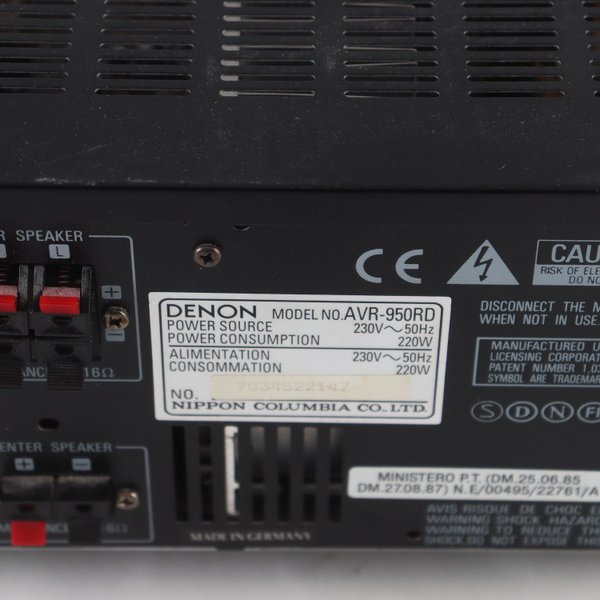 R SPEAKER
L
+
-
16Ω
CENTER SPEAKER
+ -
16Ω
DENON MODEL NO. AVR-950RD
POWER SOURCE 230V~50Hz
POWER CONSUMPTION 220W
ALIMENTATION 230V~50Hz
CONSOMMATION 220W
NO. 7034522147
NIPPON COLUMBIA CO., LTD.
MADE IN GERMANY
CE
CAU
RISK OF ELE
DO NO
DISCONNECT THE M
WHEN NOT IN USE.
MANUFACTURED U
LICENSING CORPORAT
PATENT NUMBER 1,03
SYMBOL ARE TRADEMAR
S D N FI
MINISTERO P.T. (DM.25.06.85
DM.27.08.87) N.E/00495/22761/A
AVIS RISQUE DE CHOC E
WARNING SHOCK HAZARD
WARNING TO REDUCE TH
SHOCK.DO NOT EXPOSE